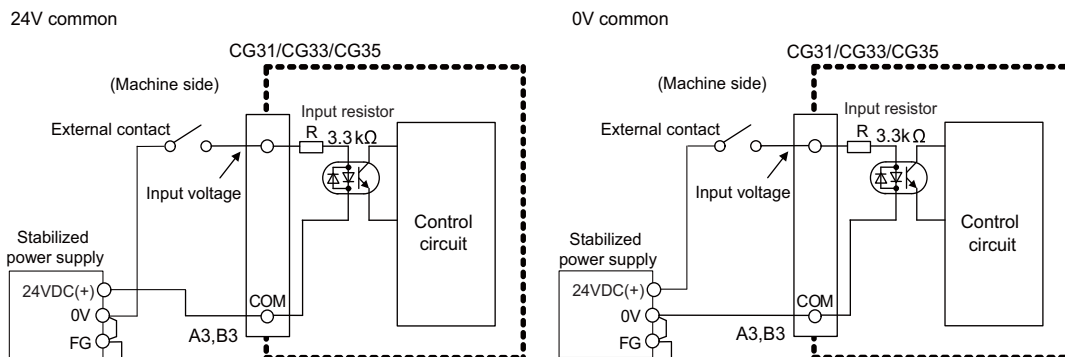 24V common
CG31/CG33/CG35
(Machine side)
Input resistor
External contact
R 3.3kΩ
Input voltage
Control
circuit
Stabilized
power supply
24VDC(+)
COM
0V
A3,B3
FG
0V common
CG31/CG33/CG35
(Machine side)
Input resistor
External contact
R 3.3kΩ
Input voltage
Control
circuit
Stabilized
power supply
24VDC(+)
COM
0V
A3,B3
FG